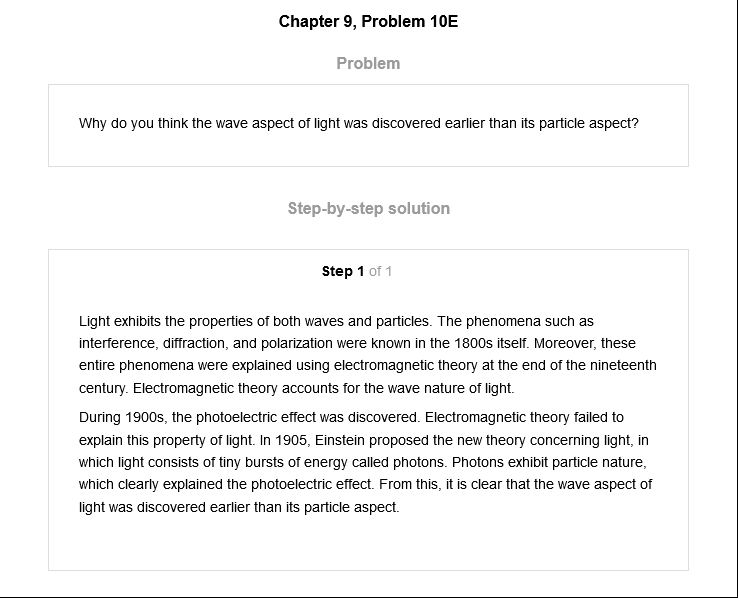 Chapter 9, Problem 10E
Problem
Why do you think the wave aspect of light was discovered earlier than its particle aspect?
Step-by-step solution
Step 1 of 1
Light exhibits the properties of both waves and particles. The phenomena such as
interference, diffraction, and polarization were known in the 1800s itself. Moreover, these
entire phenomena were explained using electromagnetic theory at the end of the nineteenth
century. Electromagnetic theory accounts for the wave nature of light.
During 1900s, the photoelectric effect was discovered. Electromagnetic theory failed to
explain this property of light. In 1905, Einstein proposed the new theory concerning light, in
which light consists of tiny bursts of energy called photons. Photons exhibit particle nature,
which clearly explained the photoelectric effect. From this, it is clear that the wave aspect of
light was discovered earlier than its particle aspect.